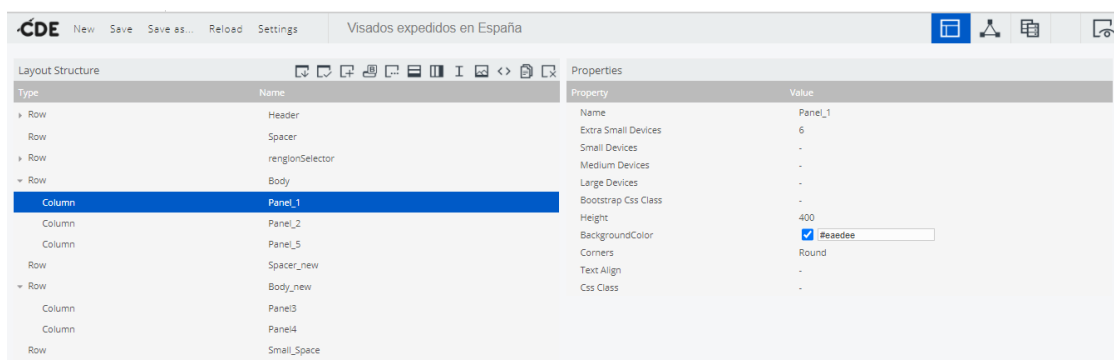 CDE New Save Save as... Reload Settings Visados expedidos en España
Layout Structure
Properties
Type Name
Property Value
Row Header
Row Spacer
Row renglonSelector
Row Body
Column Panel_1
Column Panel_2
Column Panel_5
Row Spacer_new
Row Body_new
Column Panel3
Column Panel4
Row Small_Space
Name Panel_1
Extra Small Devices 6
Small Devices -
Medium Devices -
Large Devices -
Bootstrap Css Class -
Height 400
BackgroundColor #eaedee
Corners Round
Text Align -
Css Class -